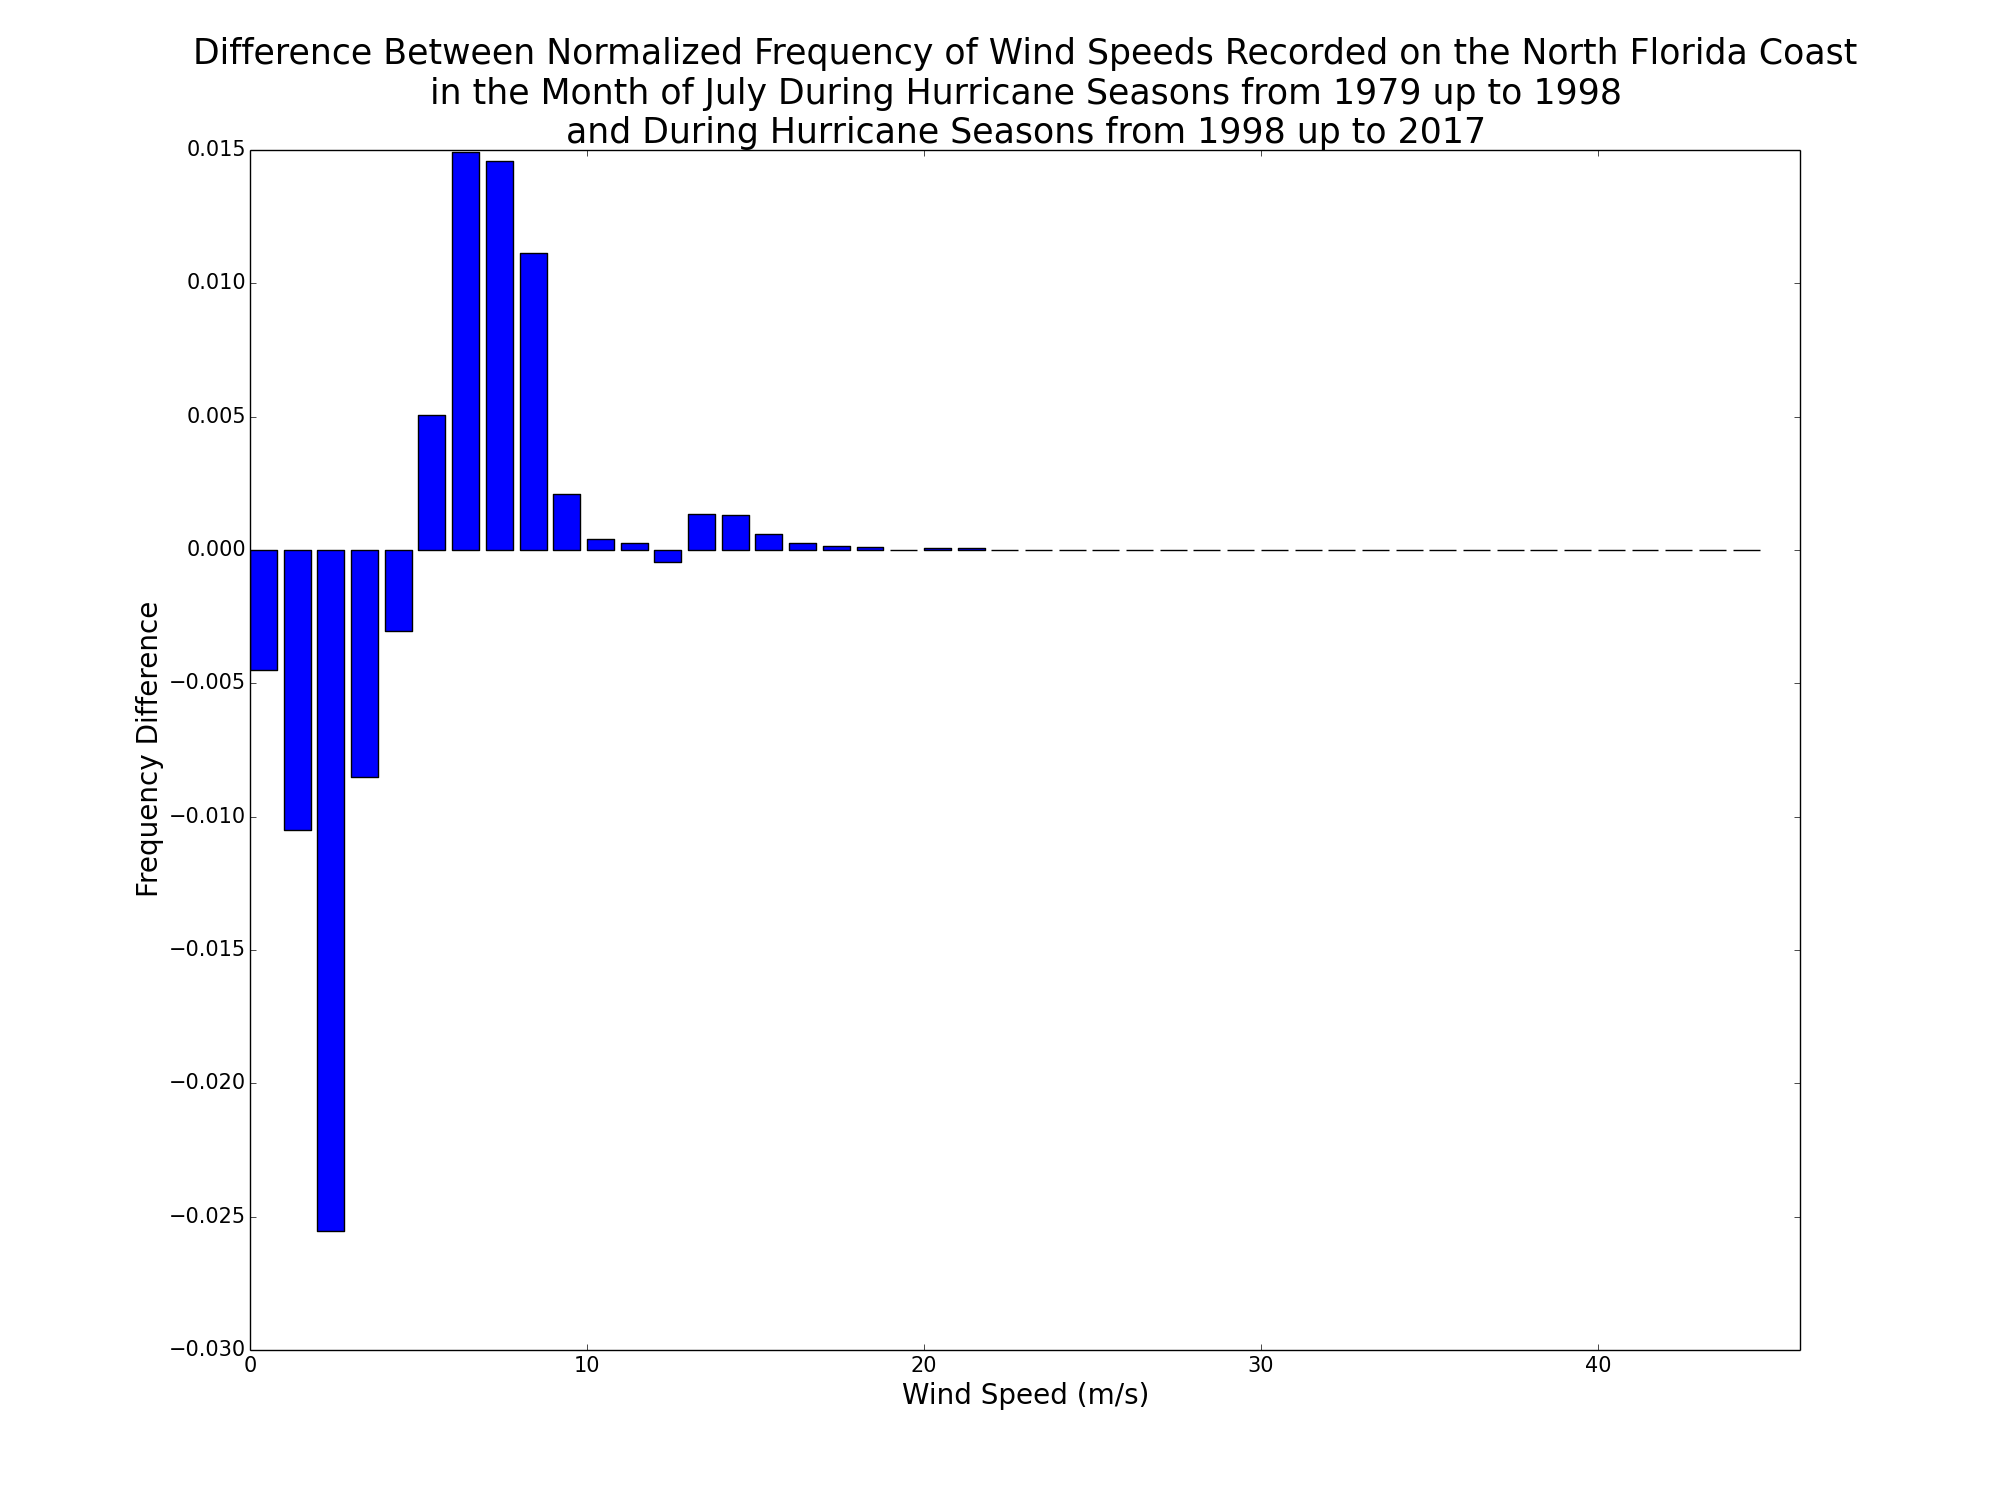 Difference Between Normalized Frequency of Wind Speeds Recorded on the North Florida Coast
in the Month of July During Hurricane Seasons from 1979 up to 1998
and During Hurricane Seasons from 1998 up to 2017
0.015
0.010
0.005
0.000
−0.005
−0.010
−0.015
−0.020
−0.025
−0.030
Frequency Difference
0 10 20 30 40
Wind Speed (m/s)